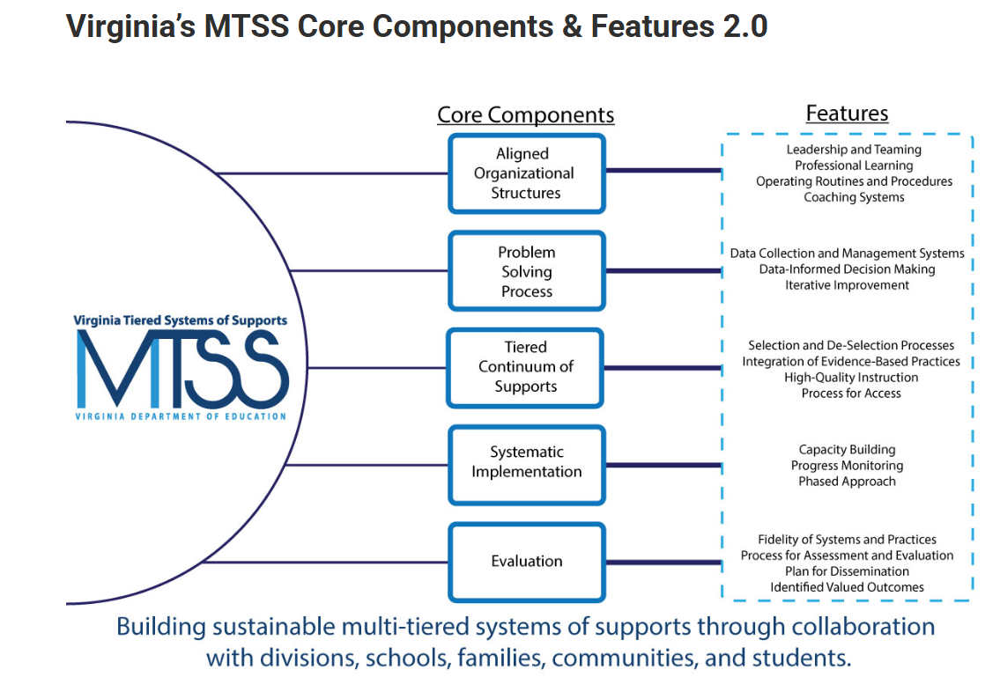 Virginia’s MTSS Core Components & Features 2.0
Core Components
Features
Aligned
Organizational
Structures
Leadership and Teaming
Professional Learning
Operating Routines and Procedures
Coaching Systems
Problem
Solving
Process
Data Collection and Management Systems
Data-Informed Decision Making
Iterative Improvement
Virginia Tiered Systems of Supports
MTSS
VIRGINIA DEPARTMENT OF EDUCATION
Tiered
Continuum of
Supports
Selection and De-Selection Processes
Integration of Evidence-Based Practices
High-Quality Instruction
Process for Access
Systematic
Implementation
Capacity Building
Progress Monitoring
Phased Approach
Evaluation
Fidelity of Systems and Practices
Process for Assessment and Evaluation
Plan for Dissemination
Identified Valued Outcomes
Building sustainable multi-tiered systems of supports through collaboration
with divisions, schools, families, communities, and students.